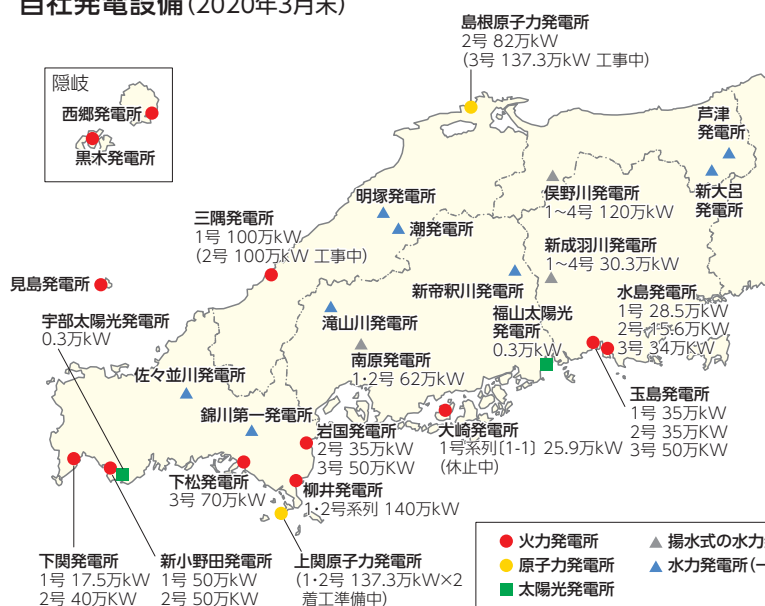 自社発電設備(2020年3月末)
島根原子力発電所
2号 82万kW
(3号 137.3万kW 工事中)
隠岐
西郷発電所
黒木発電所
芦津
発電所
新大呂
発電所
俣野川発電所
1~4号 120万kW
明塚発電所
潮発電所
三隅発電所
1号 100万kW
(2号 100万kW 工事中)
新成羽川発電所
1~4号 30.3万kW
見島発電所
新帝釈川発電所
水島発電所
1号 28.5万kW
2号 15.6万KW
3号 34万KW
宇部太陽光発電所
0.3万kW
滝山川発電所
福山太陽光
発電所
0.3万kW
南原発電所
1・2号 62万kW
佐々並川発電所
玉島発電所
1号 35万kW
2号 35万KW
3号 50万KW
錦川第一発電所
岩国発電所
2号 35万KW
3号 50万KW
大崎発電所
1号系列〔1-1〕 25.9万kW
(休止中)
下松発電所
3号 70万kW
柳井発電所
1・2号系列 140万kW
下関発電所
1号 17.5万KW
2号 40万KW
新小野田発電所
1号 50万KW
2号 50万KW
上関原子力発電所
(1・2号 137.3万kW×2
着工準備中)
火力発電所
揚水式の水力
原子力発電所
水力発電所(一
太陽光発電所